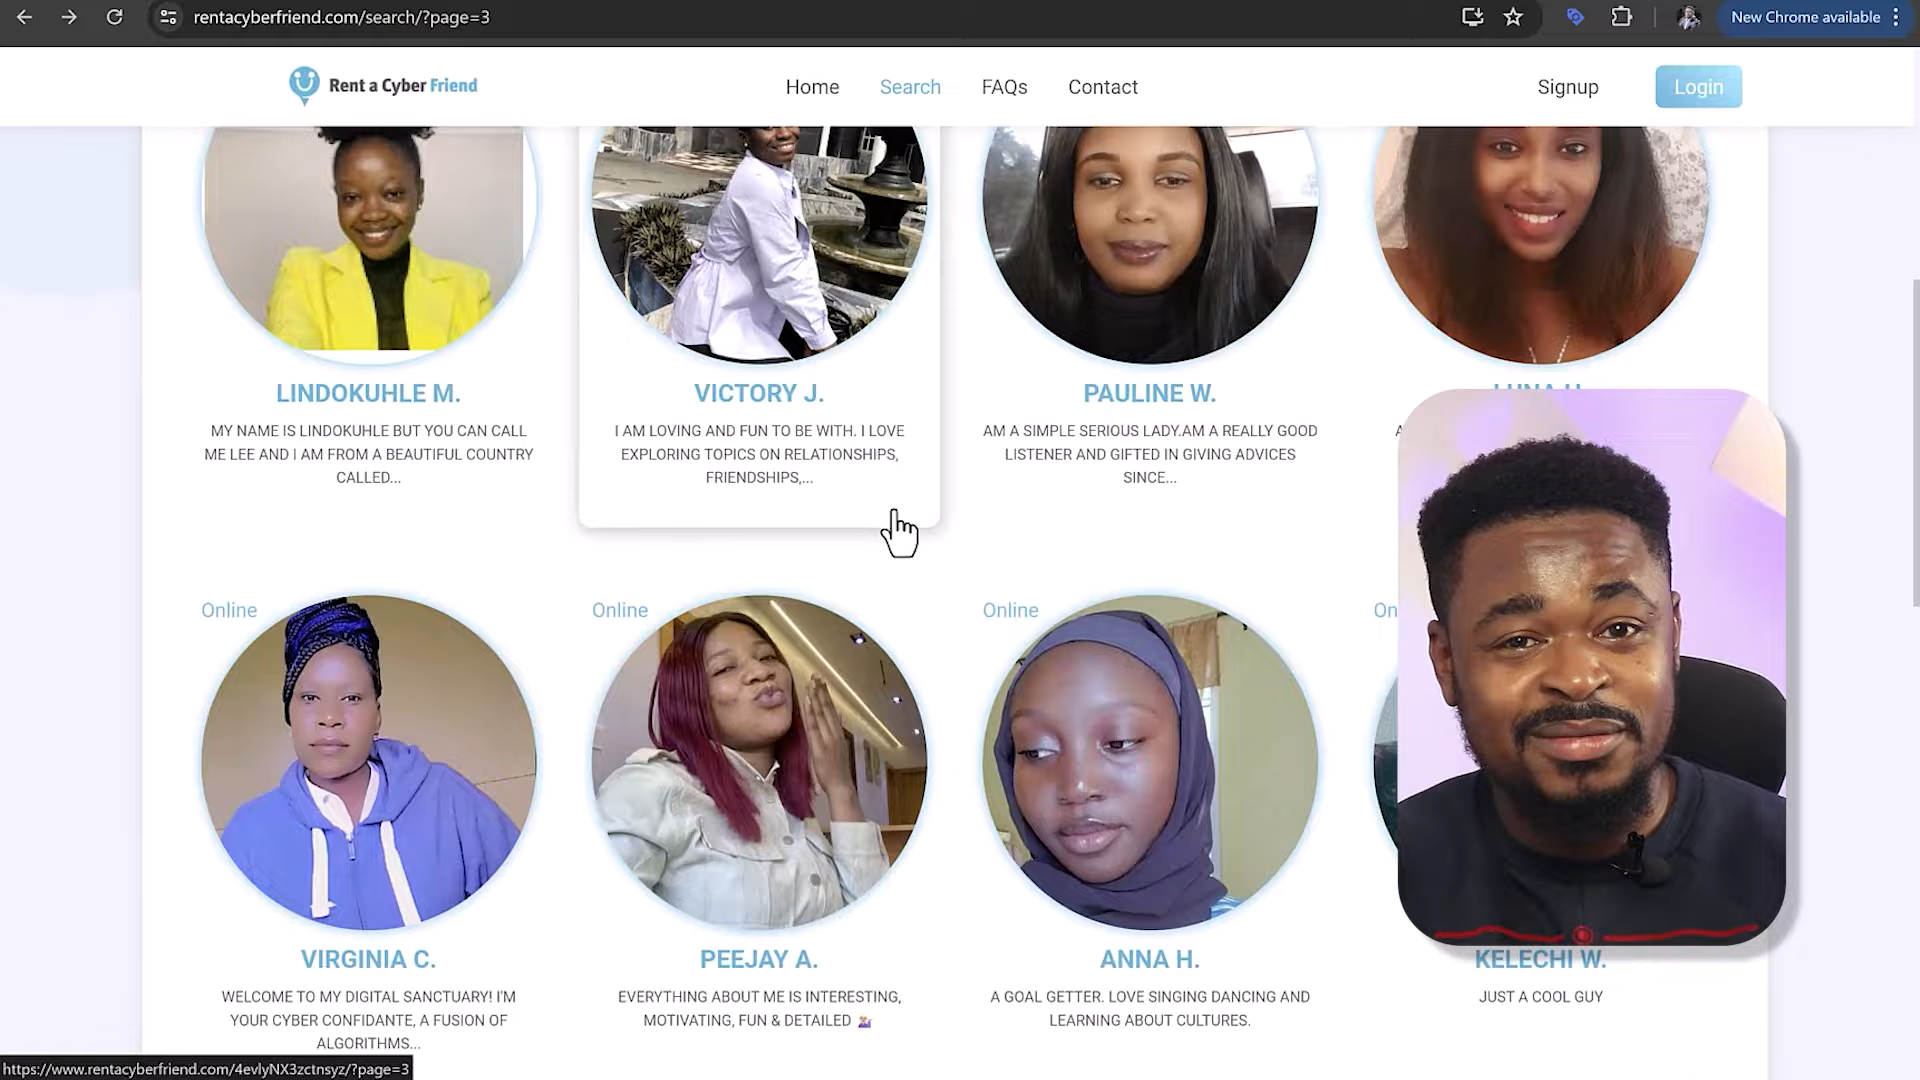 rentacyberfriend.com/search/?page=3
New Chrome available
Rent a Cyber Friend
Home
Search
FAQs
Contact
Signup
Login
LINDOKUHLE M.
MY NAME IS LINDOKUHLE BUT YOU CAN CALL
ME LEE AND I AM FROM A BEAUTIFUL COUNTRY
CALLED...
VICTORY J.
I AM LOVING AND FUN TO BE WITH. I LOVE
EXPLORING TOPICS ON RELATIONSHIPS,
FRIENDSHIPS,...
PAULINE W.
AM A SIMPLE SERIOUS LADY.AM A REALLY GOOD
LISTENER AND GIFTED IN GIVING ADVICES
SINCE...
Online
Online
Online
On
VIRGINIA C.
WELCOME TO MY DIGITAL SANCTUARY! I'M
YOUR CYBER CONFIDANTE, A FUSION OF
ALGORITHMS...
PEEJAY A.
EVERYTHING ABOUT ME IS INTERESTING,
MOTIVATING, FUN & DETAILED 💁🏼‍♀️
ANNA H.
A GOAL GETTER. LOVE SINGING DANCING AND
LEARNING ABOUT CULTURES.
KELECHI W.
JUST A COOL GUY
https://www.rentacyberfriend.com/4evlyNX3zctnsyz/?page=3